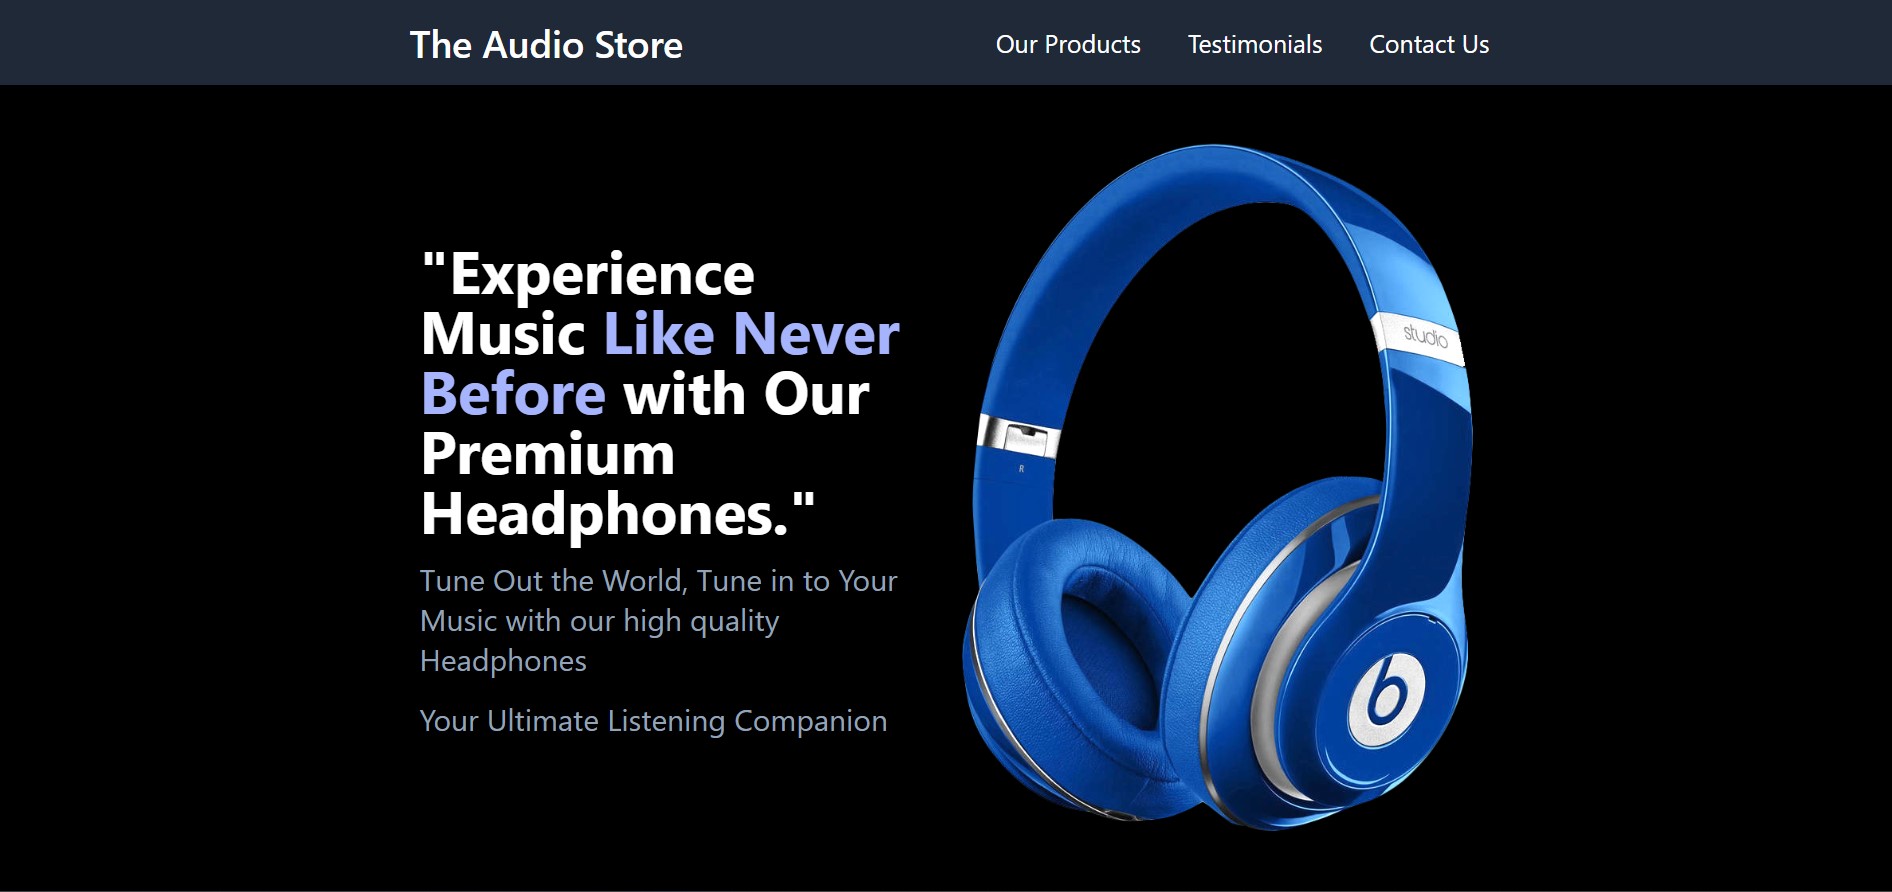 The Audio Store
Our Products Testimonials Contact Us
"Experience
Music Like Never
Before with Our
Premium
Headphones."
Tune Out the World, Tune in to Your
Music with our high quality
Headphones
Your Ultimate Listening Companion
studio
R
b